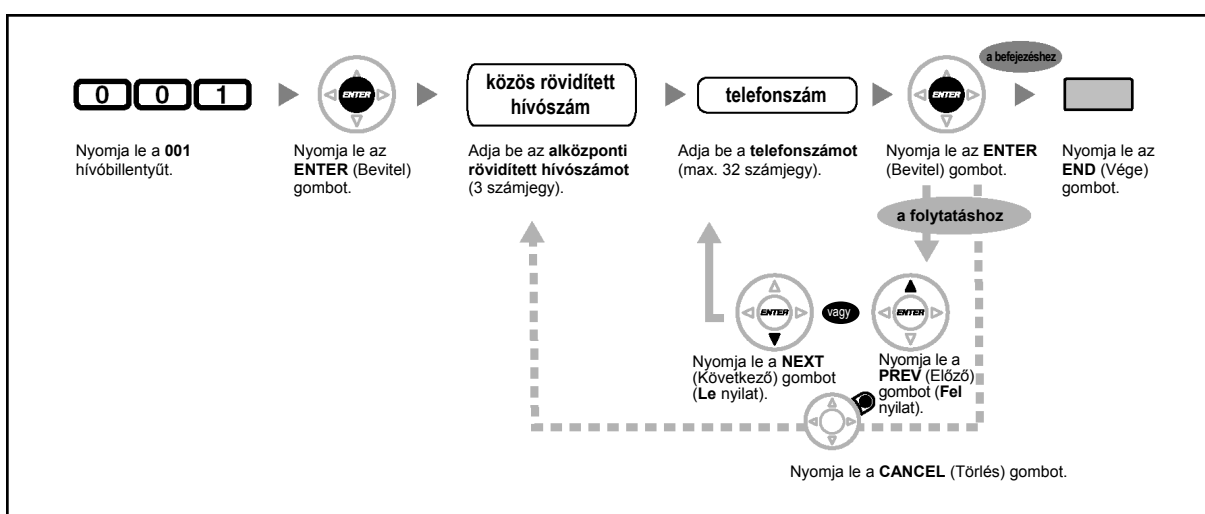 a befejezéshez
0 0 1
ENTER
közös rövidített
hívószám
telefonszám
ENTER
Nyomja le a 001
hívóbillentyűt.
Nyomja le az
ENTER (Bevitel)
gombot.
Adja be az alközponti
rövidített hívószámot
(3 számjegy).
Adja be a telefonszámot
(max. 32 számjegy).
Nyomja le az ENTER
(Bevitel) gombot.
Nyomja le az
END (Vége)
gombot.
a folytatáshoz
ENTER
vagy
ENTER
Nyomja le a NEXT
(Következő) gombot
(Le nyilat).
Nyomja le a
PREV (Előző)
gombot (Fel
nyilat).
Nyomja le a CANCEL (Törlés) gombot.